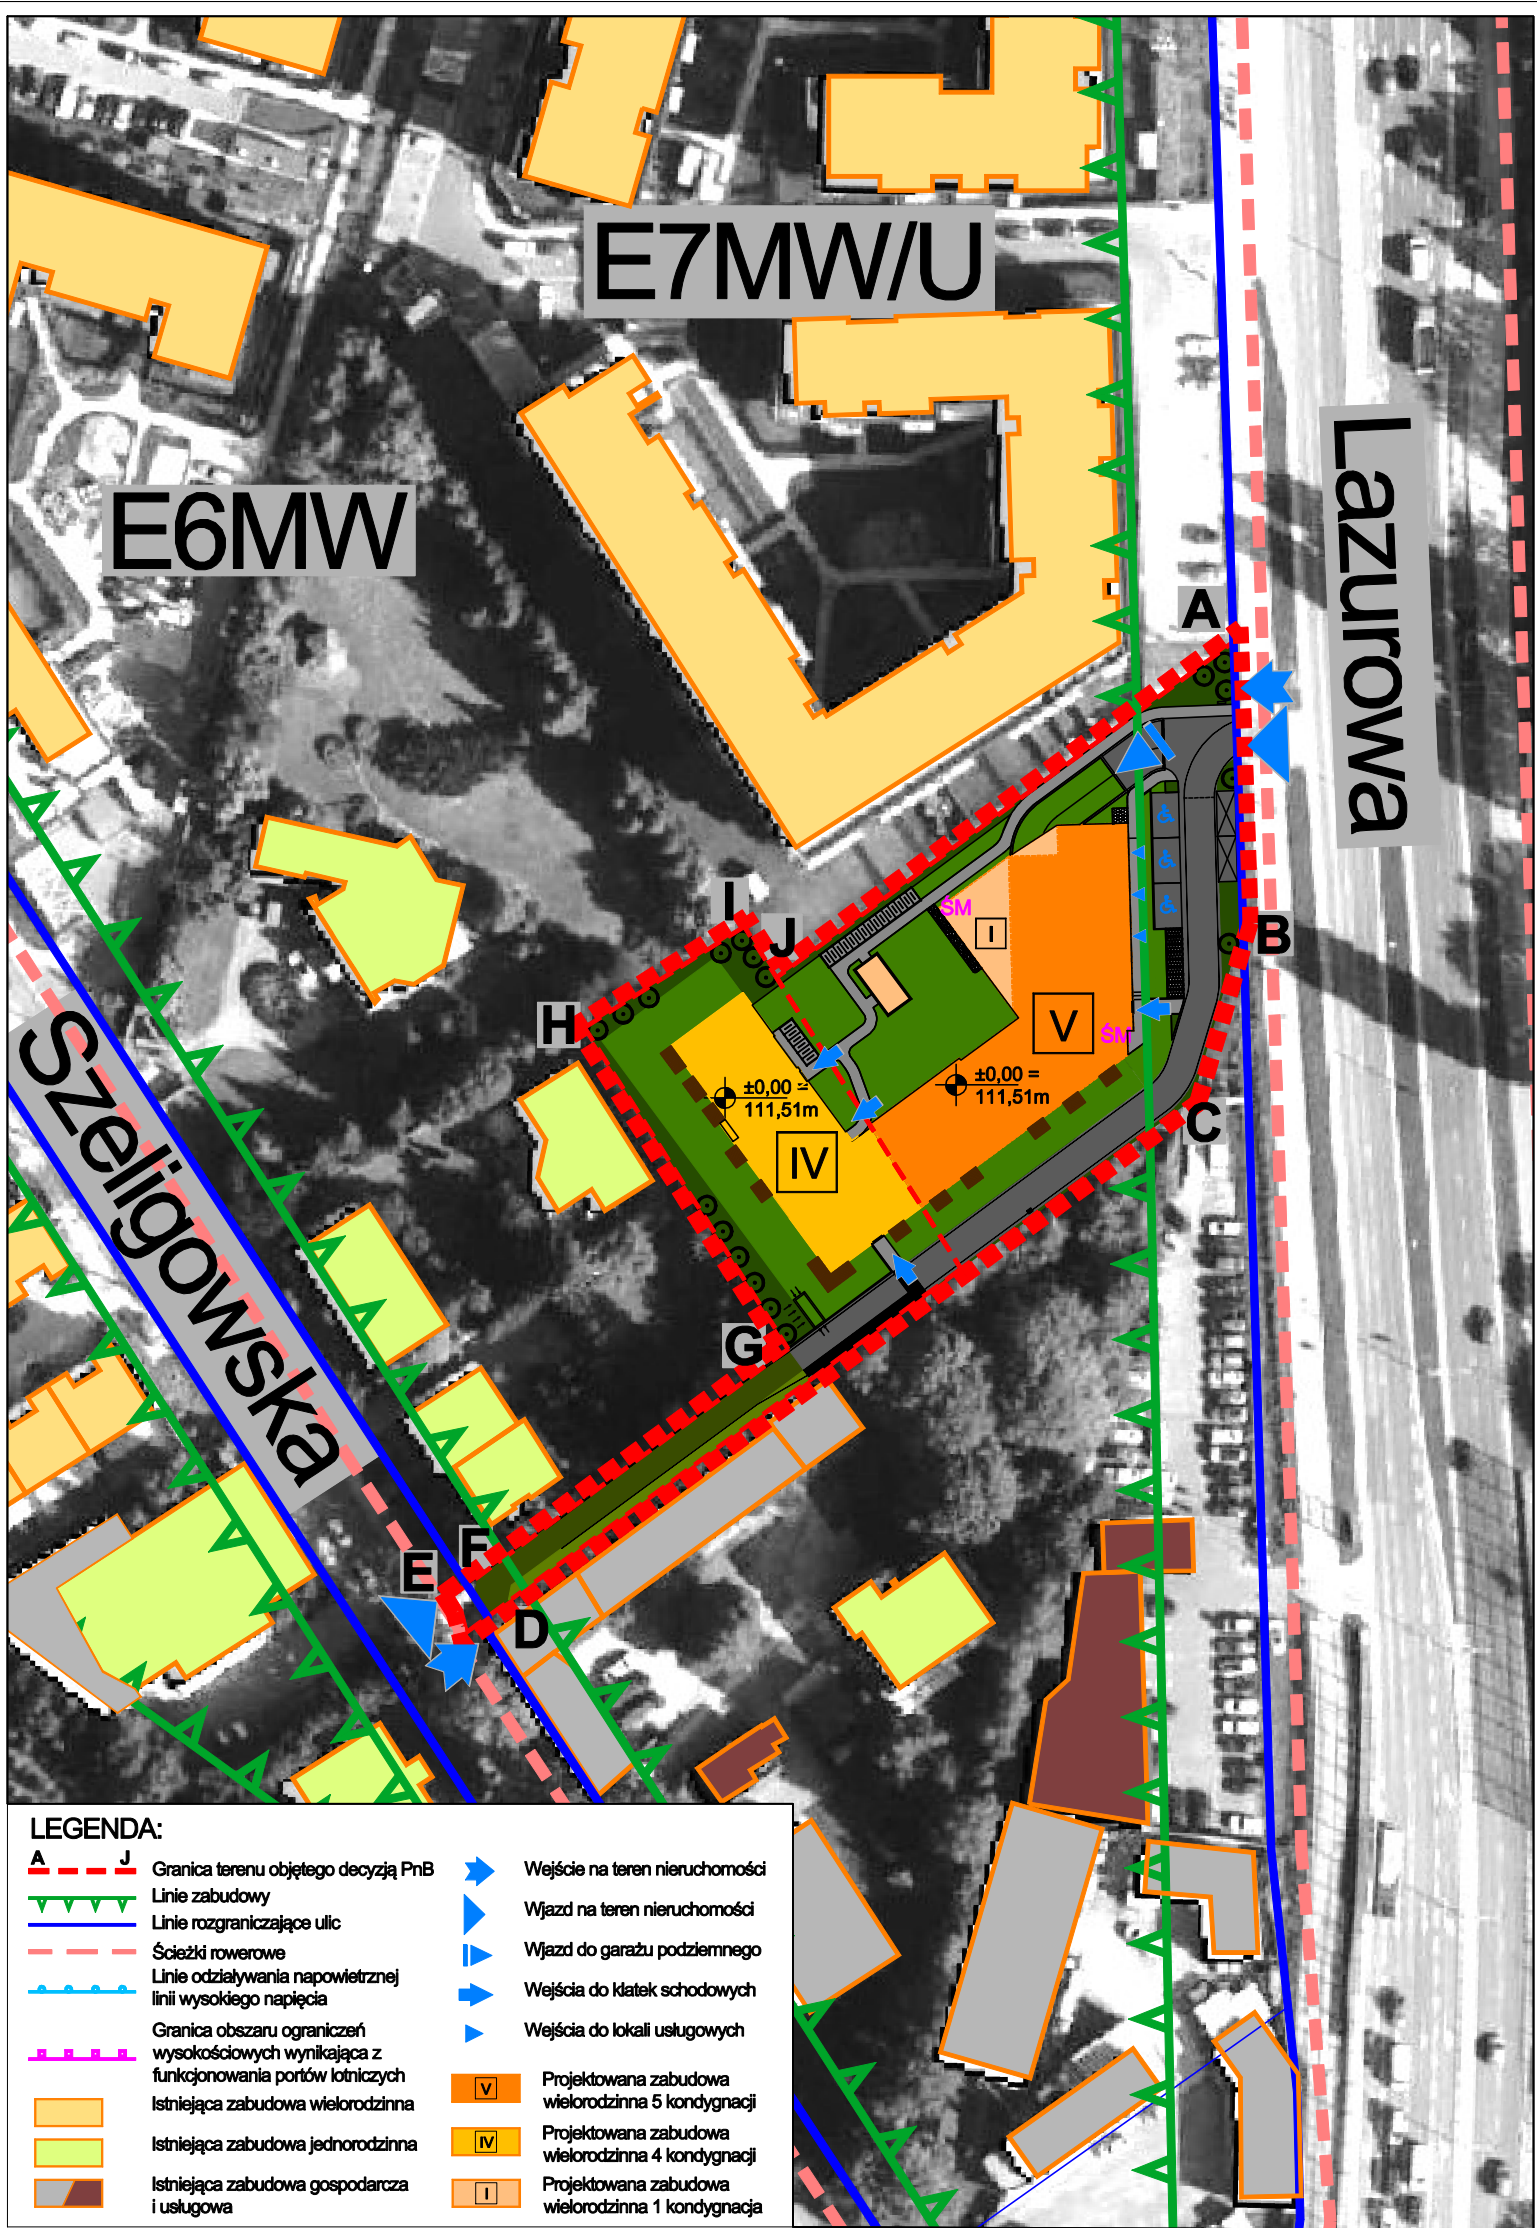 E7MW/U
E6MW
Lazurowa
Szeligowska
A
I
J
B
ŚM
I
H
V
ŚM
±0,00 =
111,51m
±0,00 =
111,51m
C
IV
G
F
E
D
LEGENDA:
A J
Granica terenu objętego decyzją PnB
Linie zabudowy
Linie rozgraniczające ulic
Ścieżki rowerowe
Linie odziaływania napowietrznej
linii wysokiego napięcia
Granica obszaru ograniczeń
wysokościowych wynikająca z
funkcjonowania portów lotniczych
Istniejąca zabudowa wielorodzinna
Istniejąca zabudowa jednorodzinna
Istniejąca zabudowa gospodarcza
i usługowa
Wejście na teren nieruchomości
Wjazd na teren nieruchomości
Wjazd do garażu podziemnego
Wejścia do klatek schodowych
Wejścia do lokali usługowych
V
Projektowana zabudowa
wielorodzinna 5 kondygnacji
IV
Projektowana zabudowa
wielorodzinna 4 kondygnacji
I
Projektowana zabudowa
wielorodzinna 1 kondygnacja